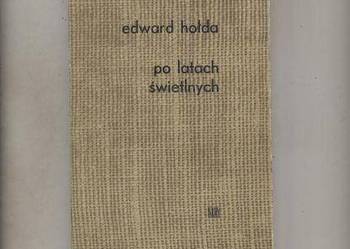 edward hołda
po latach
świetlnych